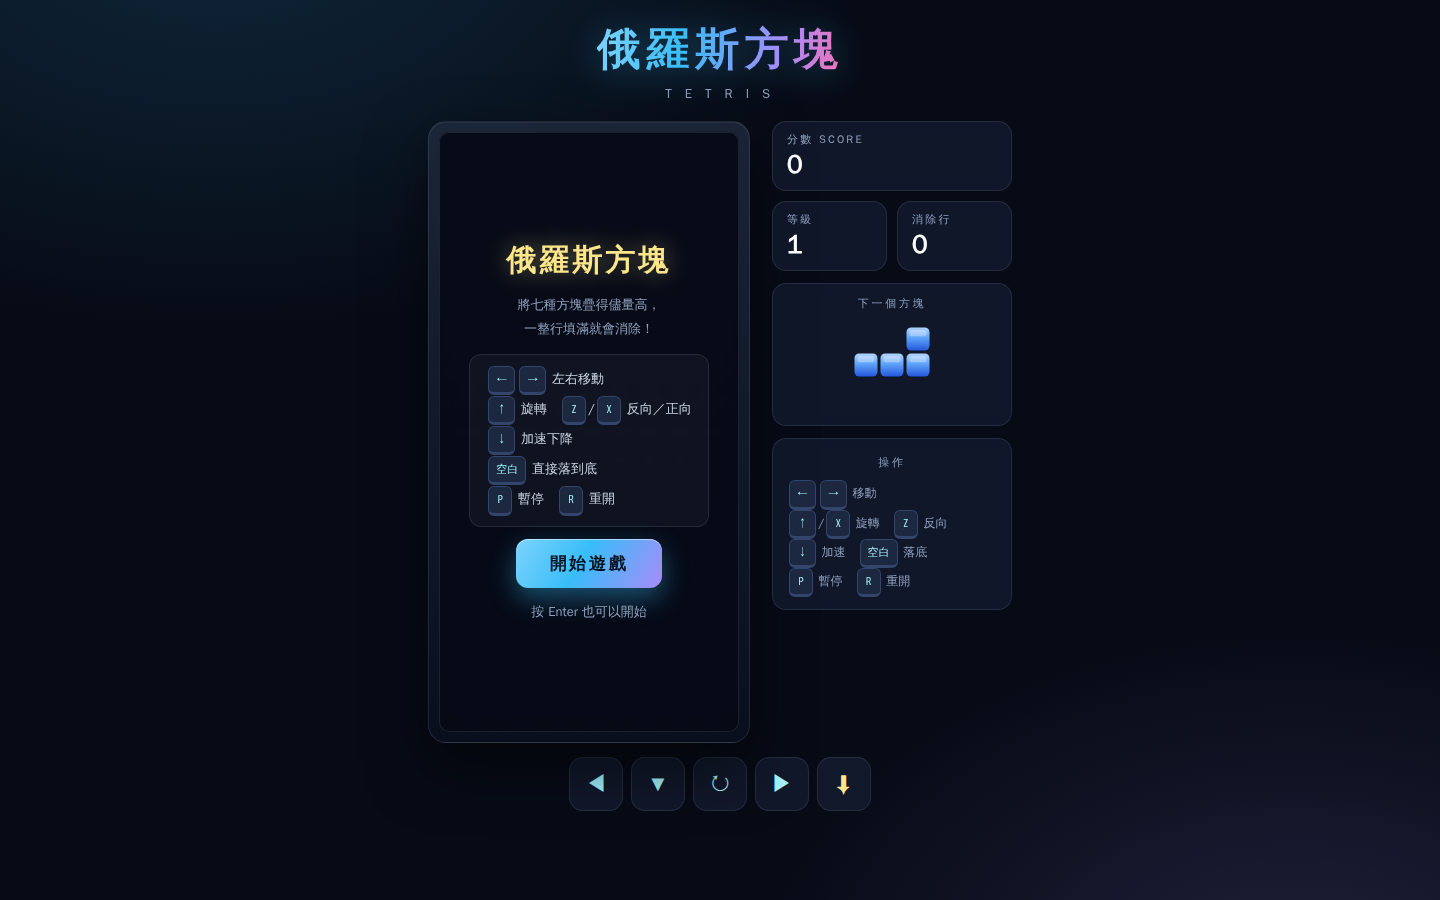 俄羅斯方塊
TETRIS
俄羅斯方塊
將七種方塊疊得儘量高，
一整行填滿就會消除！
← → 左右移動
↑ 旋轉 Z / X 反向／正向
↓ 加速下降
空白 直接落到底
P 暫停 R 重開
開始遊戲
按 Enter 也可以開始
分數 SCORE
0
等級
1
消除行
0
下一個方塊
操作
← → 移動
↑ / X 旋轉 Z 反向
↓ 加速 空白 落底
P 暫停 R 重開